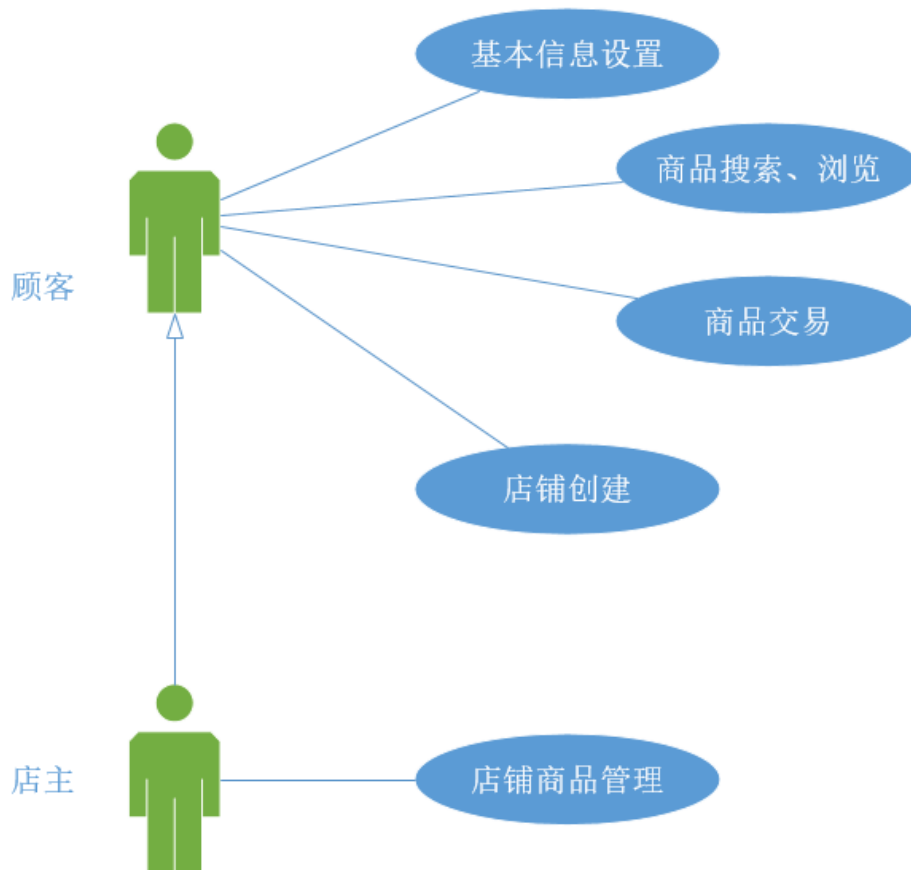 基本信息设置
商品搜索、浏览
顾客
商品交易
店铺创建
店主
店铺商品管理